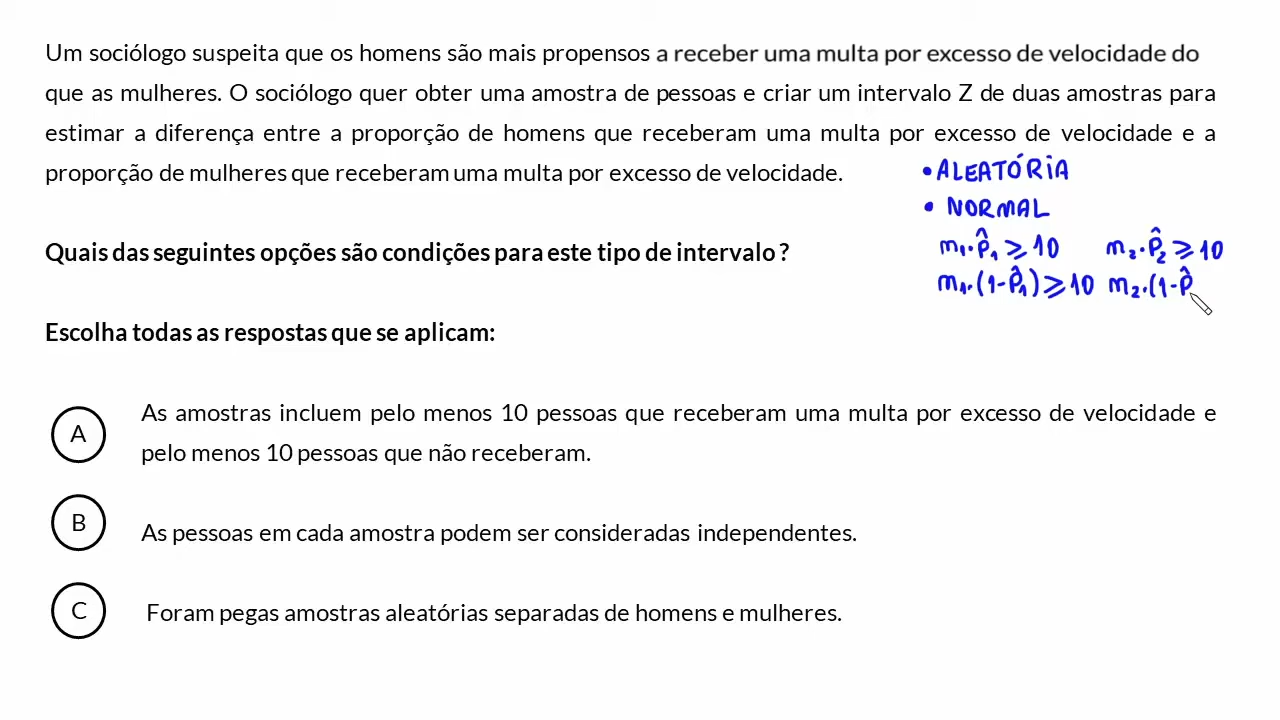 Um sociólogo suspeita que os homens são mais propensos a receber uma multa por excesso de velocidade do
que as mulheres. O sociólogo quer obter uma amostra de pessoas e criar um intervalo Z de duas amostras para
estimar a diferença entre a proporção de homens que receberam uma multa por excesso de velocidade e a
proporção de mulheres que receberam uma multa por excesso de velocidade.
• ALEATÓRiA
• NORMAL
m₁·p̂₁ ⩾ 10 m₂·p̂₂ ⩾ 10
m₁·(1-p̂₁) ⩾ 10 m₂·(1-p̂
Quais das seguintes opções são condições para este tipo de intervalo ?
Escolha todas as respostas que se aplicam:
A
As amostras incluem pelo menos 10 pessoas que receberam uma multa por excesso de velocidade e
pelo menos 10 pessoas que não receberam.
B
As pessoas em cada amostra podem ser consideradas independentes.
C
Foram pegas amostras aleatórias separadas de homens e mulheres.